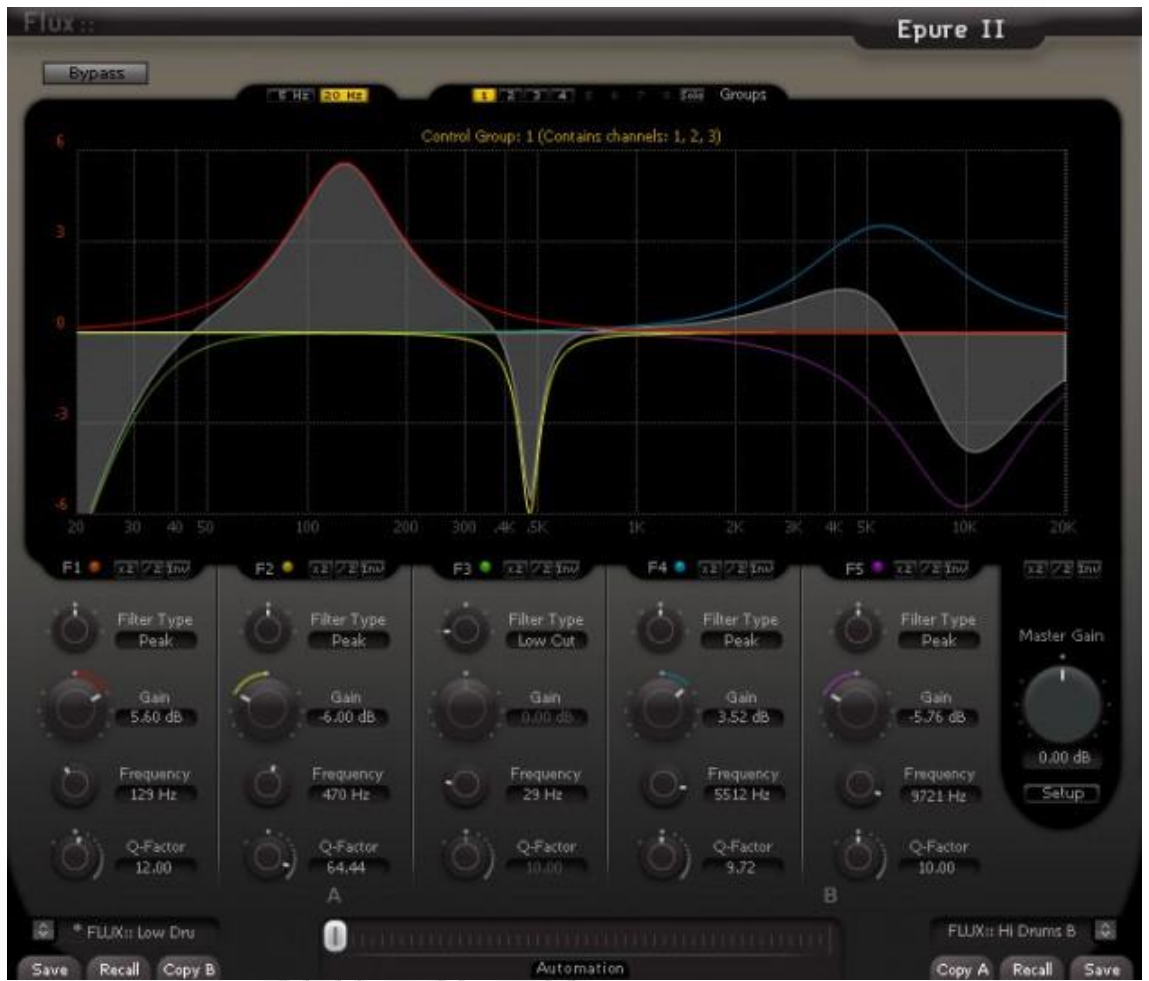 Flux::
Epure II
Bypass
5 Hz 20 Hz 1 2 3 4 5 6 7 8 Solo Groups
Control Group: 1 (Contains channels: 1, 2, 3)
6
3
0
-3
-6
20 30 40 50 100 200 300 .4K .5K 1K 2K 3K 4K 5K 10K 20K
F1 x2 /2 Inv F2 x2 /2 Inv F3 x2 /2 Inv F4 x2 /2 Inv F5 x2 /2 Inv x2 /2 Inv
Filter Type Filter Type Filter Type Filter Type Filter Type
Peak Peak Low Cut Peak Peak
Master Gain
Gain Gain Gain Gain Gain
5.60 dB -6.00 dB 0.00 dB 3.52 dB -5.76 dB
0.00 dB
Frequency Frequency Frequency Frequency Frequency
129 Hz 470 Hz 29 Hz 5512 Hz 9721 Hz
Setup
Q-Factor Q-Factor Q-Factor Q-Factor Q-Factor
12.00 64.44 10.00 9.72 10.00
A B
* FLUX:: Low Dru FLUX:: Hi Drums B
Save Recall Copy B Automation Copy A Recall Save